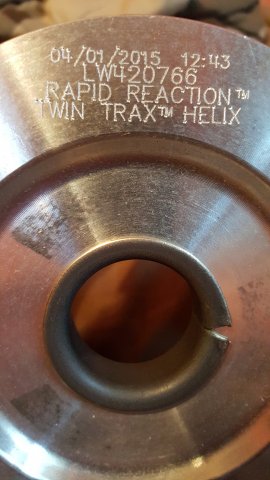 04/01/2015 12:43
LW420766
RAPID REACTION™
TWIN TRAX™ HELIX